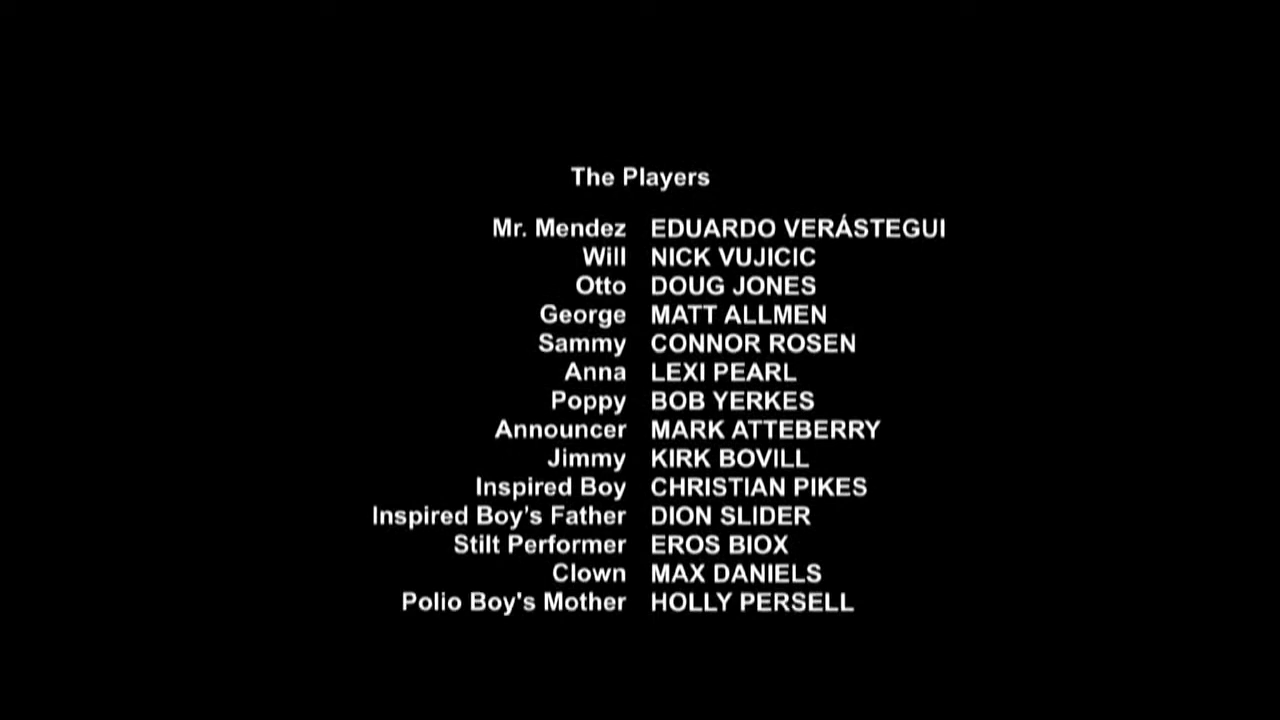 The Players
Mr. Mendez EDUARDO VERÁSTEGUI
Will NICK VUJICIC
Otto DOUG JONES
George MATT ALLMEN
Sammy CONNOR ROSEN
Anna LEXI PEARL
Poppy BOB YERKES
Announcer MARK ATTEBERRY
Jimmy KIRK BOVILL
Inspired Boy CHRISTIAN PIKES
Inspired Boy's Father DION SLIDER
Stilt Performer EROS BIOX
Clown MAX DANIELS
Polio Boy's Mother HOLLY PERSELL